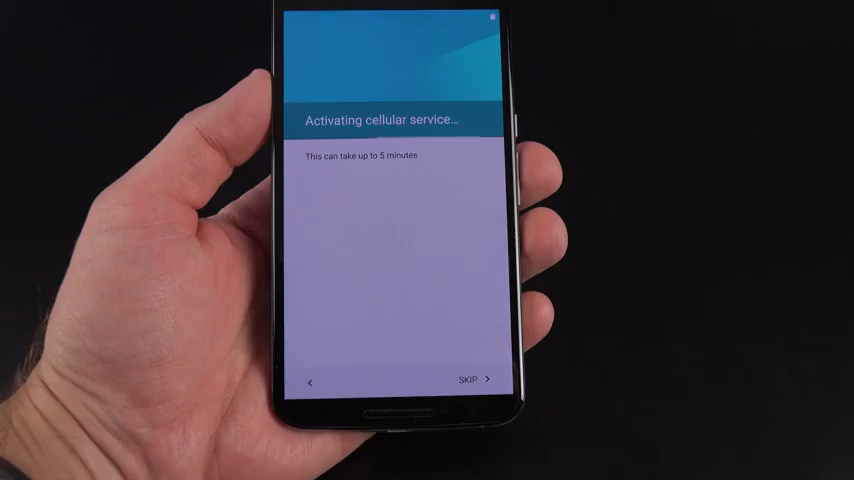 Activating cellular service...
This can take up to 5 minutes
SKIP